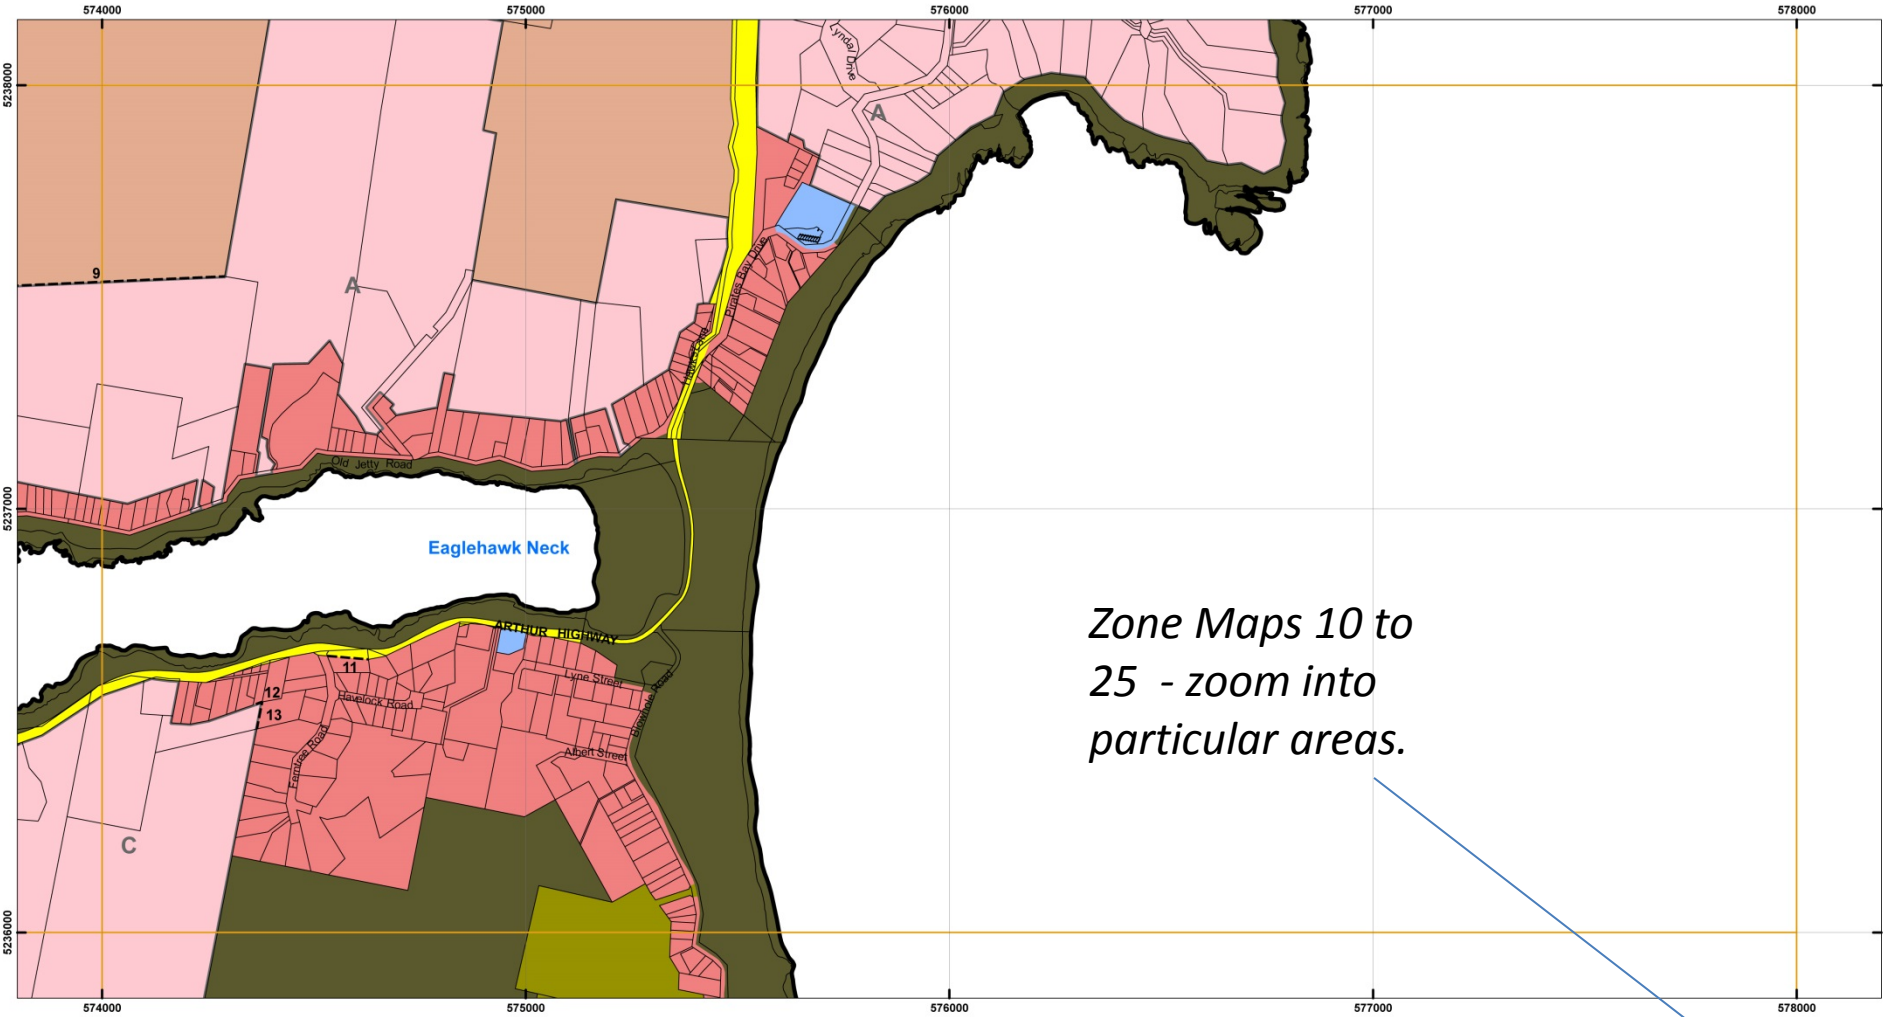 574000
575000
576000
577000
578000
Lyndal Drive
5238000
A
9
A
Pirates Bay Drive
Old Jetty Road
5237000
Eaglehawk Neck
ARTHUR HIGHWAY
Zone Maps 10 to
25 - zoom into
particular areas.
11
Lyne Street
12
Havelock Road
13
Blowhole Road
Ferntree Road
Albert Street
C
5236000
574000
575000
576000
577000
578000